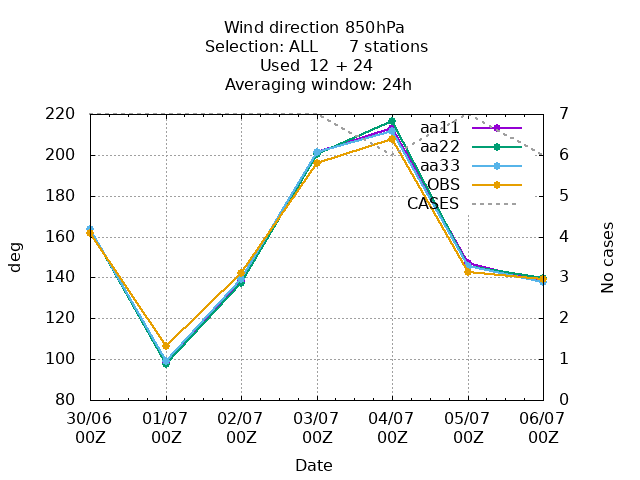 Wind direction 850hPa
Selection: ALL 7 stations
Used 12 + 24
Averaging window: 24h
220 7
aa11
aa22
200 6
aa33
OBS
180 5
CASES
160 4
deg
No cases
140 3
120 2
100 1
80 0
30/06 01/07 02/07 03/07 04/07 05/07 06/07
00Z 00Z 00Z 00Z 00Z 00Z 00Z
Date